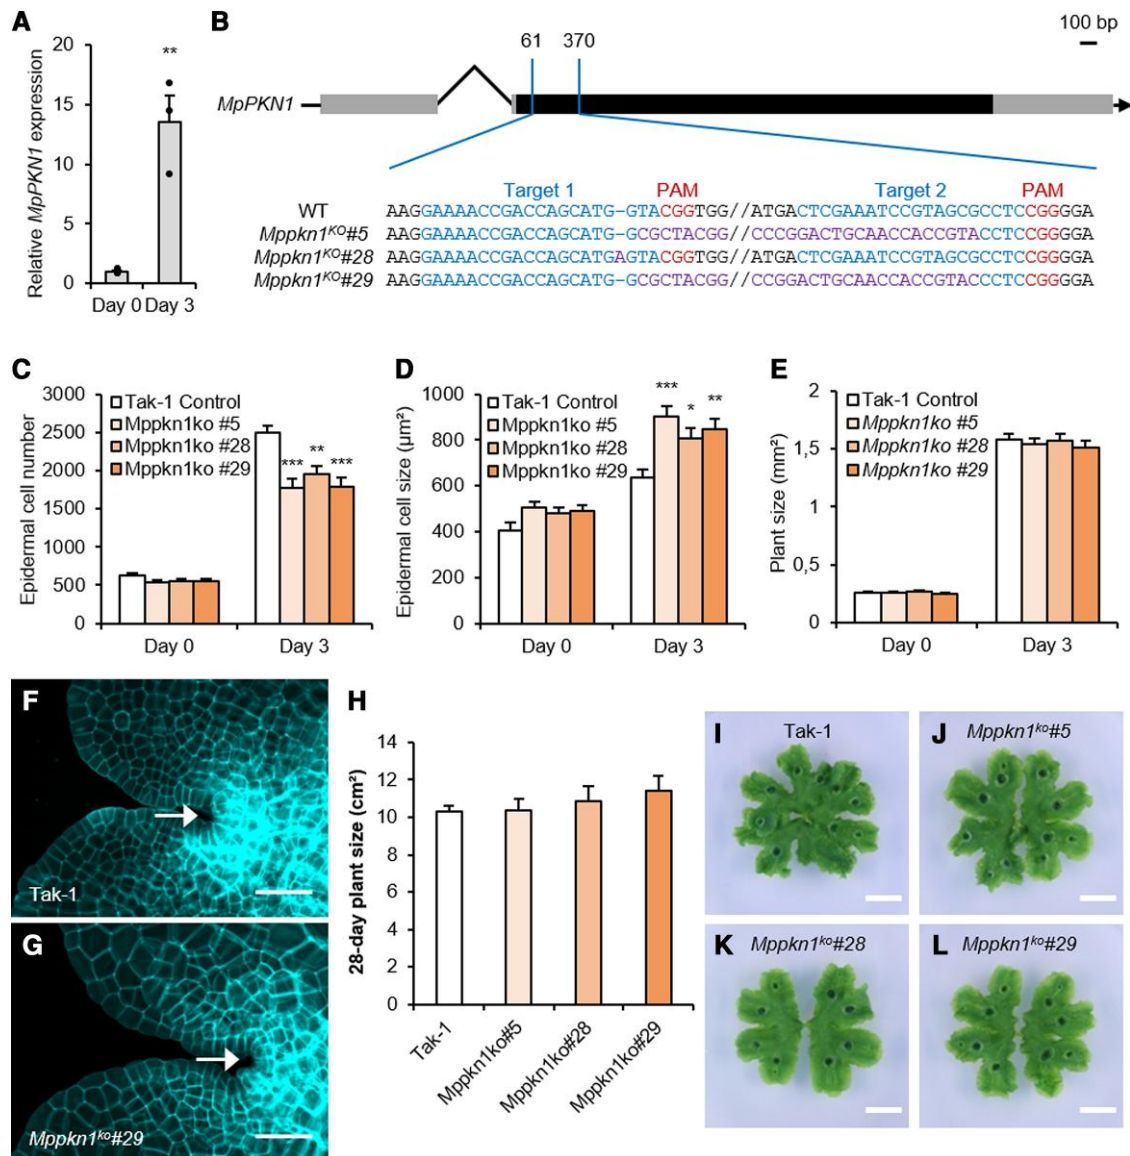 A
Relative MpPKN1 expression
20
15
10
5
0
**
Day 0 Day 3
B
100 bp
61 370
MpPKN1
Target 1 PAM Target 2 PAM
WT AAGGAAAACCGACCAGCATG-GTACGGTGG//ATGACTCGAAATCCGTAGCGCCTCCGGGGA
Mppkn1KO#5 AAGGAAAACCGACCAGCATG-GCGCTACGG//CCCGGACTGCAACCACCGTACCTCCGGGGA
Mppkn1KO#28 AAGGAAAACCGACCAGCATGAGTACGGTGG//ATGACTCGAAATCCGTAGCGCCTCCGGGGA
Mppkn1KO#29 AAGGAAAACCGACCAGCATG-GCGCTACGG//CCGGACTGCAACCACCGTACCCTCCGGGGA
C
Epidermal cell number
3000
2500
2000
1500
1000
500
0
Tak-1 Control
Mppkn1ko #5
Mppkn1ko #28
Mppkn1ko #29
*** ** ***
Day 0 Day 3
D
Epidermal cell size (µm²)
1000
800
600
400
200
0
Tak-1 Control
Mppkn1ko #5
Mppkn1ko #28
Mppkn1ko #29
*** * **
Day 0 Day 3
E
Plant size (mm²)
2
1.5
1
0,5
0
Tak-1 Control
Mppkn1ko #5
Mppkn1ko #28
Mppkn1ko #29
Day 0 Day 3
F
Tak-1
G
Mppkn1ko#29
H
28-day plant size (cm²)
14
12
10
8
6
4
2
0
Tak-1
Mppkn1ko#5
Mppkn1ko#28
Mppkn1ko#29
I Tak-1
J Mppkn1ko#5
K Mppkn1ko#28
L Mppkn1ko#29